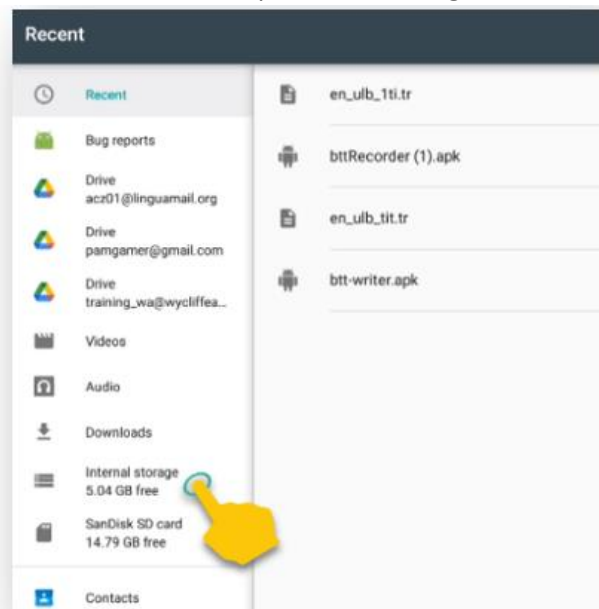 Recent
Recent
Bug reports
Drive
acz01@linguamail.org
Drive
pamgamer@gmail.com
Drive
training_wa@wycliffea...
Videos
Audio
Downloads
Internal storage
5.04 GB free
SanDisk SD card
14.79 GB free
Contacts
en_ulb_1ti.tr
bttRecorder (1).apk
en_ulb_tit.tr
btt-writer.apk